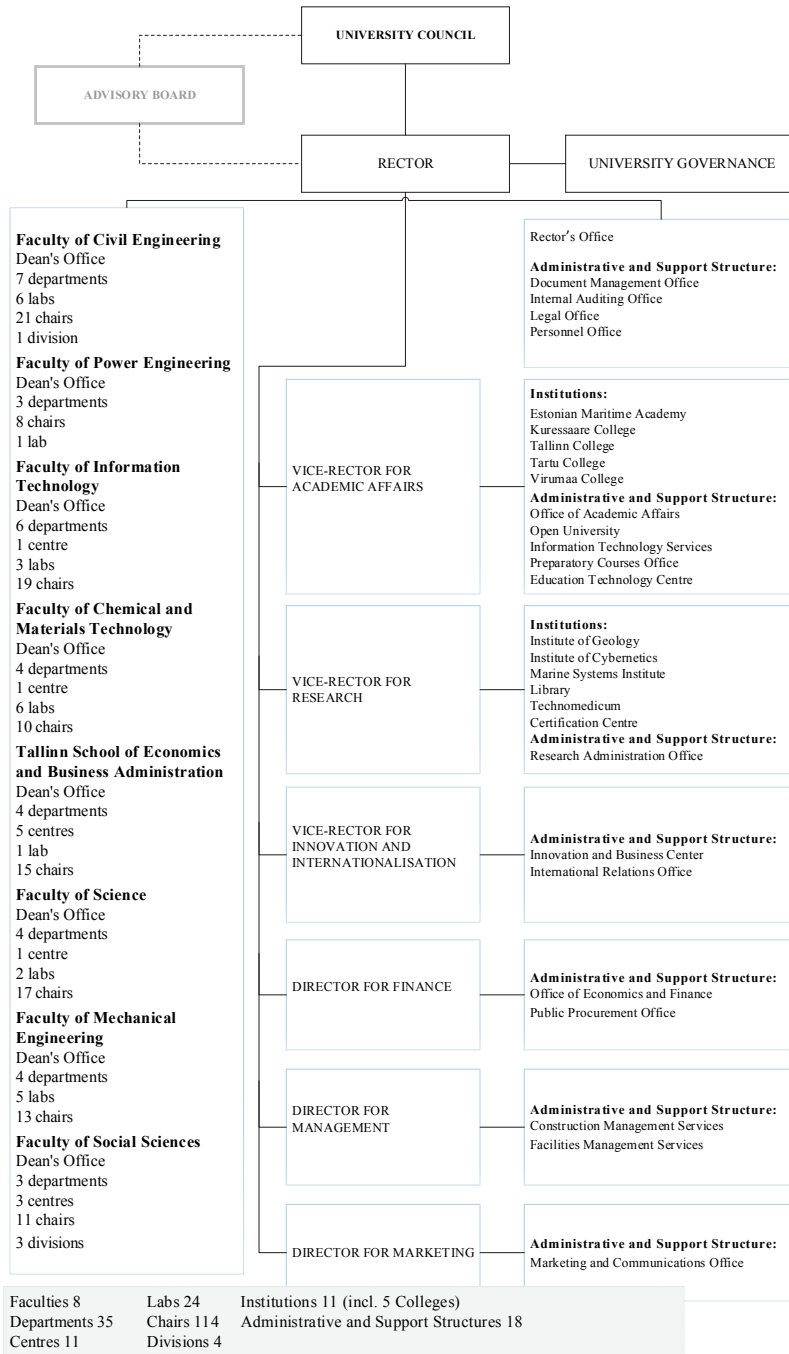 UNIVERSITY COUNCIL
ADVISORY BOARD
RECTOR
UNIVERSITY GOVERNANCE
Faculty of Civil Engineering
Dean's Office
7 departments
6 labs
21 chairs
1 division
Faculty of Power Engineering
Dean's Office
3 departments
8 chairs
1 lab
Faculty of Information
Technology
Dean's Office
6 departments
1 centre
3 labs
19 chairs
Faculty of Chemical and
Materials Technology
Dean's Office
4 departments
1 centre
6 labs
10 chairs
Tallinn School of Economics
and Business Administration
Dean's Office
4 departments
5 centres
1 lab
15 chairs
Faculty of Science
Dean's Office
4 departments
1 centre
2 labs
17 chairs
Faculty of Mechanical
Engineering
Dean's Office
4 departments
5 labs
13 chairs
Faculty of Social Sciences
Dean's Office
3 departments
3 centres
11 chairs
3 divisions
Rector's Office
Administrative and Support Structure:
Document Management Office
Internal Auditing Office
Legal Office
Personnel Office
VICE-RECTOR FOR
ACADEMIC AFFAIRS
Institutions:
Estonian Maritime Academy
Kuressaare College
Tallinn College
Tartu College
Virumaa College
Administrative and Support Structure:
Office of Academic Affairs
Open University
Information Technology Services
Preparatory Courses Office
Education Technology Centre
VICE-RECTOR FOR
RESEARCH
Institutions:
Institute of Geology
Institute of Cybernetics
Marine Systems Institute
Library
Technomedicum
Certification Centre
Administrative and Support Structure:
Research Administration Office
VICE-RECTOR FOR
INNOVATION AND
INTERNATIONALISATION
Administrative and Support Structure:
Innovation and Business Center
International Relations Office
DIRECTOR FOR FINANCE
Administrative and Support Structure:
Office of Economics and Finance
Public Procurement Office
DIRECTOR FOR
MANAGEMENT
Administrative and Support Structure:
Construction Management Services
Facilities Management Services
DIRECTOR FOR MARKETING
Administrative and Support Structure:
Marketing and Communications Office
Faculties 8 Labs 24 Institutions 11 (incl. 5 Colleges)
Departments 35 Chairs 114 Administrative and Support Structures 18
Centres 11 Divisions 4